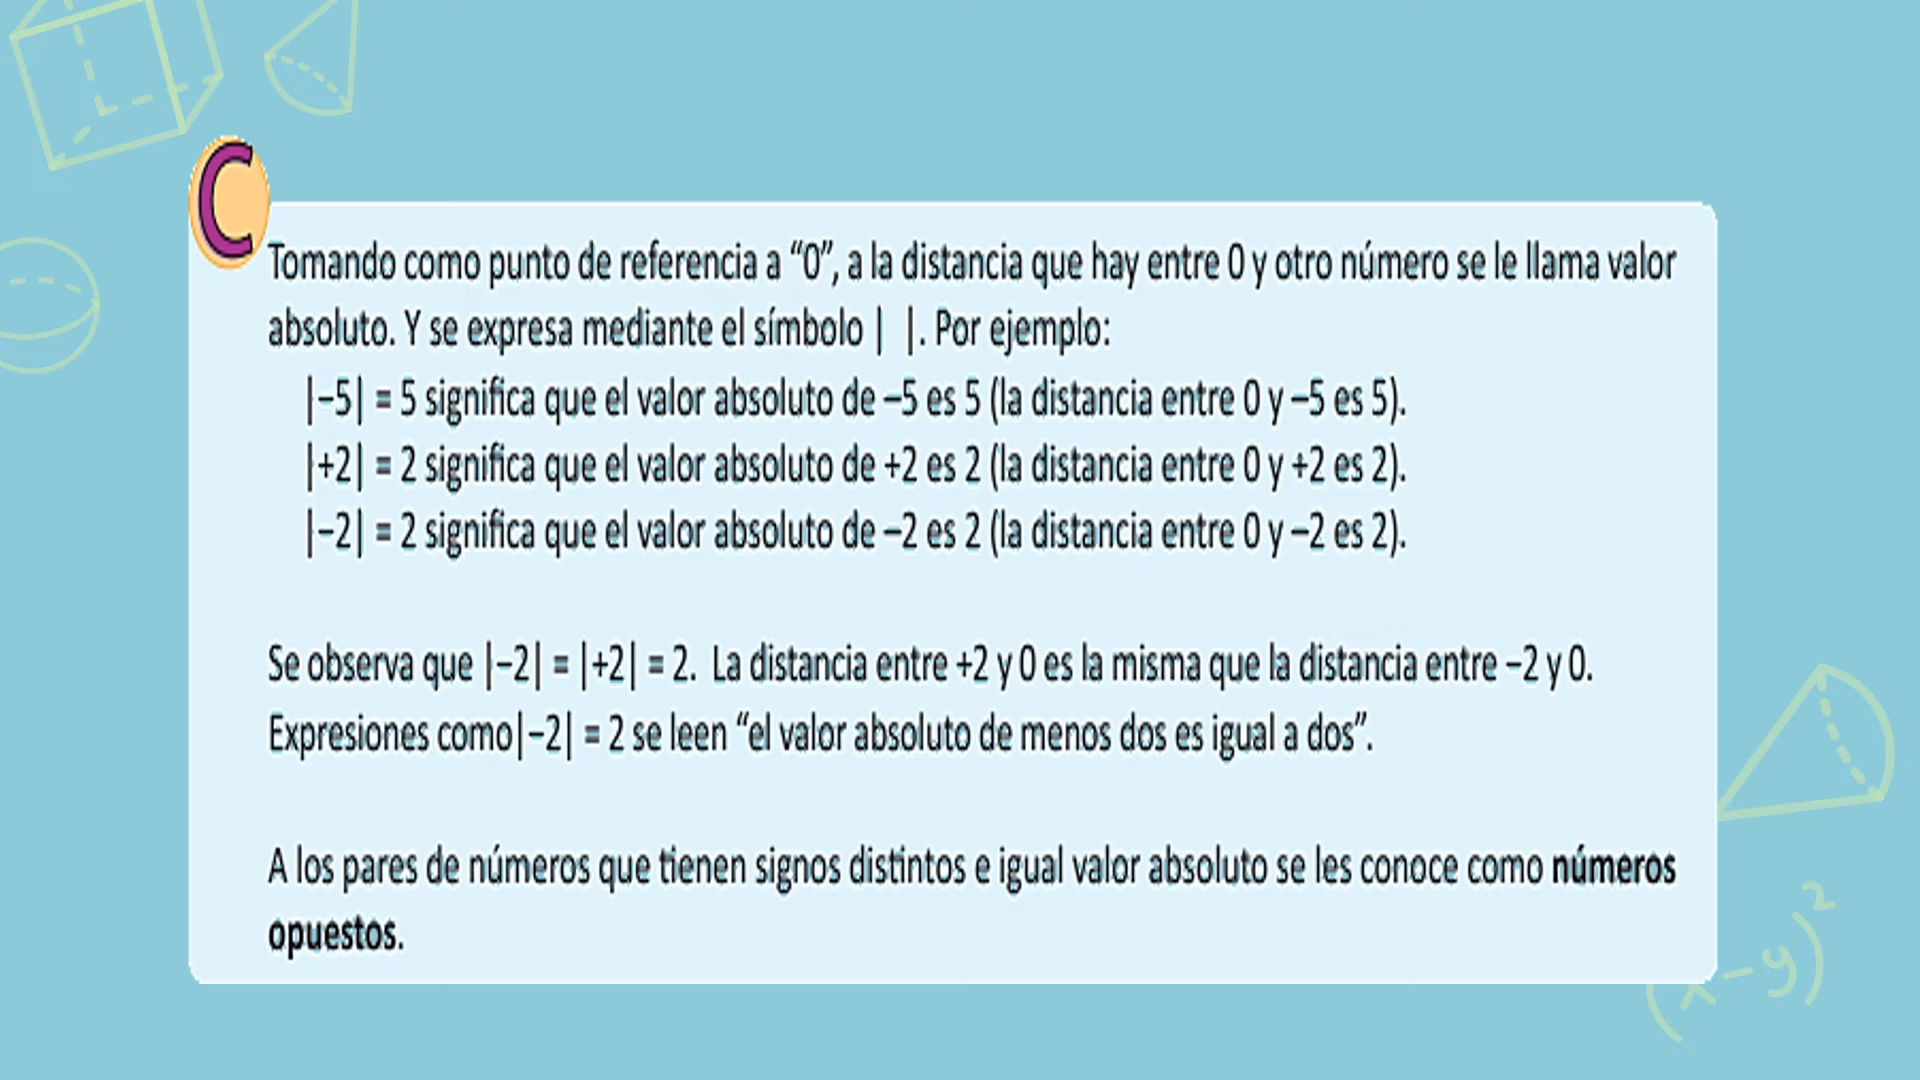 C
Tomando como punto de referencia a “0”, a la distancia que hay entre 0 y otro número se le llama valor
absoluto. Y se expresa mediante el símbolo | |. Por ejemplo:
|−5| = 5 significa que el valor absoluto de −5 es 5 (la distancia entre 0 y −5 es 5).
|+2| = 2 significa que el valor absoluto de +2 es 2 (la distancia entre 0 y +2 es 2).
|−2| = 2 significa que el valor absoluto de −2 es 2 (la distancia entre 0 y −2 es 2).
Se observa que |−2| = |+2| = 2. La distancia entre +2 y 0 es la misma que la distancia entre −2 y 0.
Expresiones como|−2| = 2 se leen “el valor absoluto de menos dos es igual a dos”.
A los pares de números que tienen signos distintos e igual valor absoluto se les conoce como números
opuestos.
(x-y)²